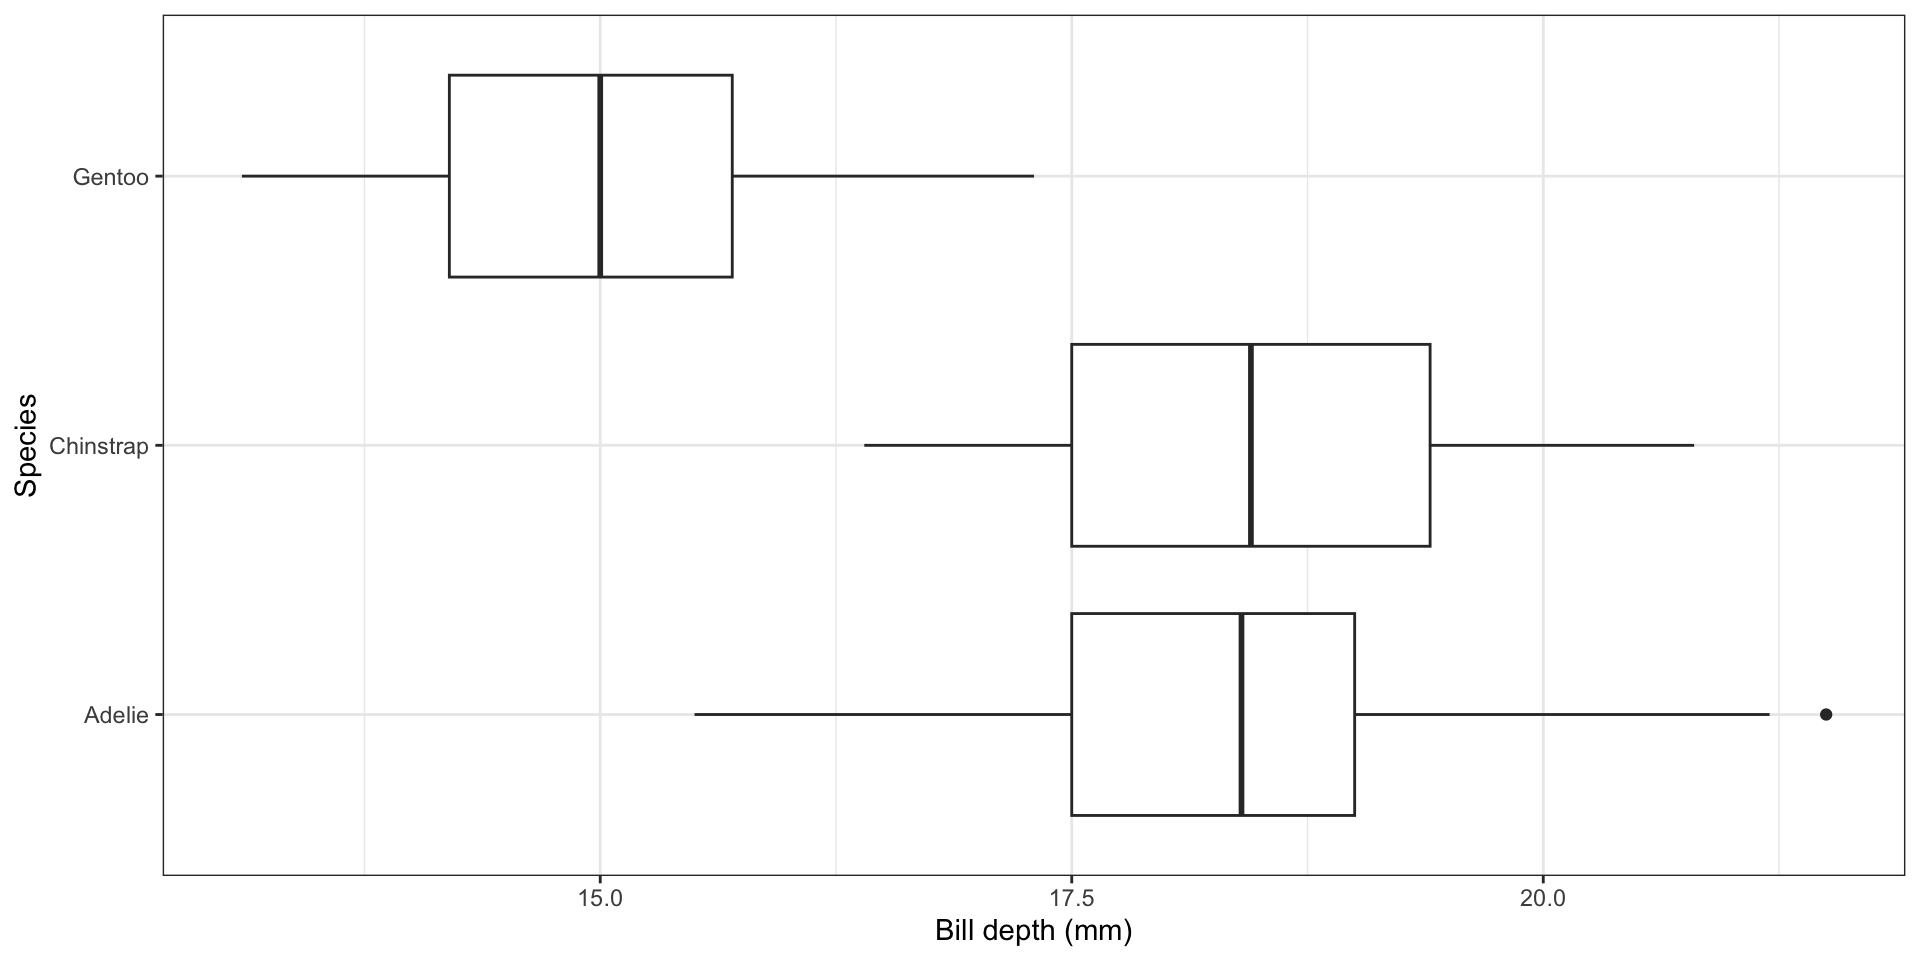 Species
Gentoo
Chinstrap
Adelie
15.0 17.5 20.0
Bill depth (mm)